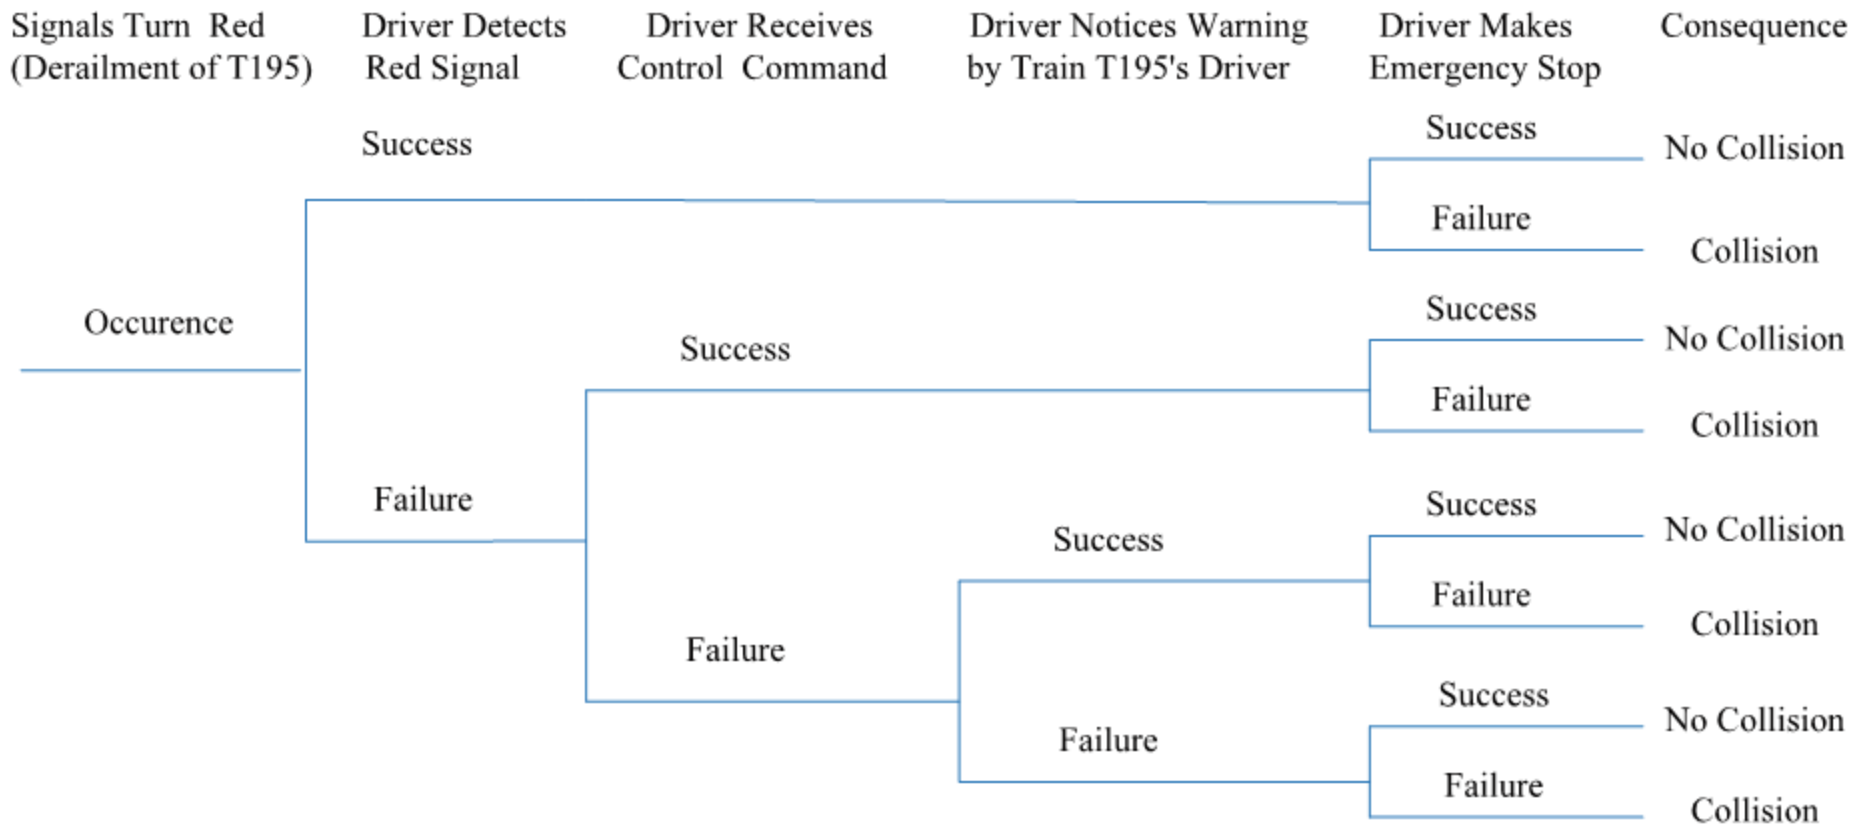 Signals Turn Red
(Derailment of T195)
Driver Detects
Red Signal
Driver Receives
Control Command
Driver Notices Warning
by Train T195's Driver
Driver Makes
Emergency Stop
Consequence
Success
Success
No Collision
Failure
Collision
Occurence
Success
Success
No Collision
Failure
Collision
Failure
Success
Success
No Collision
Failure
Collision
Failure
Success
No Collision
Failure
Failure
Collision